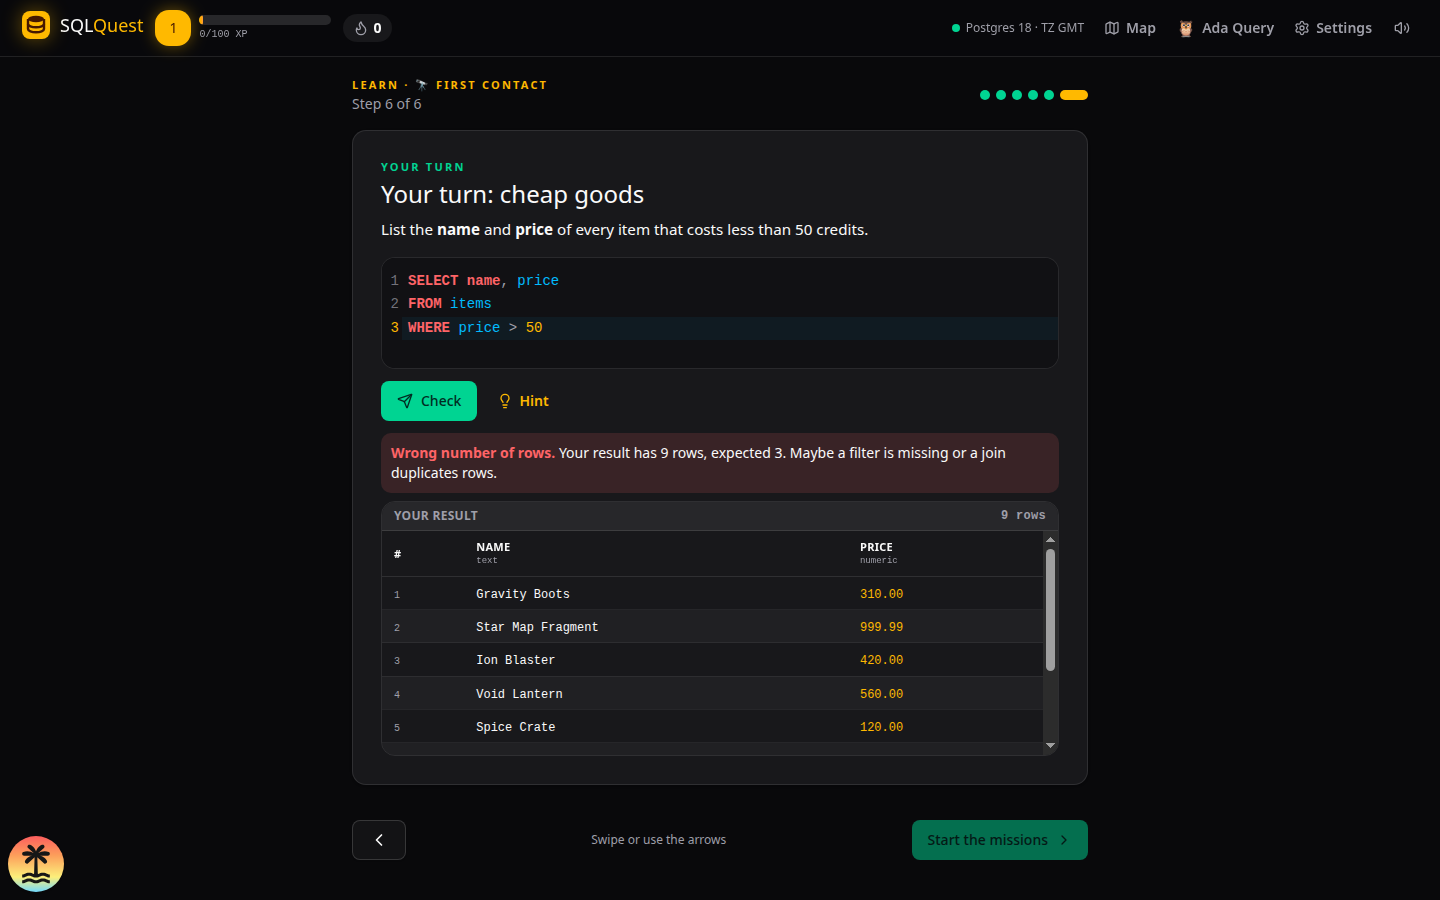 SQLQuest
1
0/100 XP
0
Postgres 18 · TZ GMT
Map
Ada Query
Settings
LEARN · FIRST CONTACT
Step 6 of 6
YOUR TURN
Your turn: cheap goods
List the name and price of every item that costs less than 50 credits.
1 SELECT name, price
2 FROM items
3 WHERE price > 50
Check
Hint
Wrong number of rows. Your result has 9 rows, expected 3. Maybe a filter is missing or a join
duplicates rows.
YOUR RESULT 9 rows
# NAME PRICE
text numeric
1 Gravity Boots 310.00
2 Star Map Fragment 999.99
3 Ion Blaster 420.00
4 Void Lantern 560.00
5 Spice Crate 120.00
Swipe or use the arrows
Start the missions